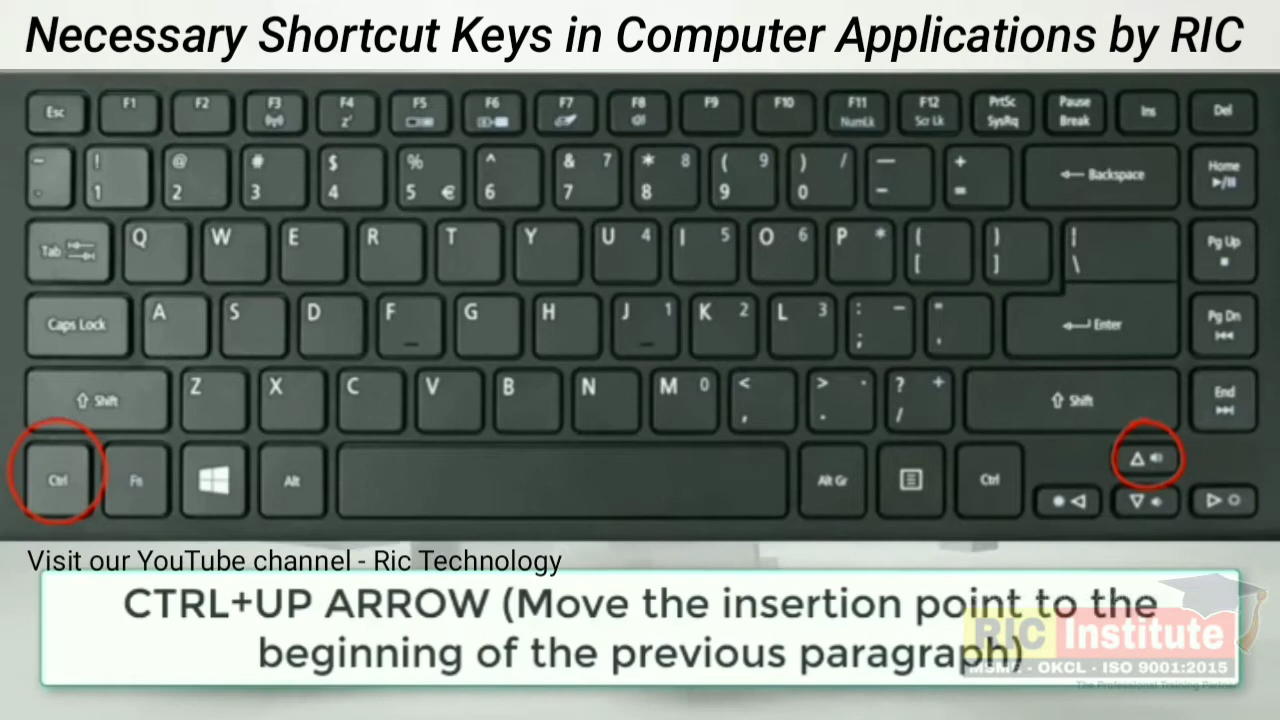 Necessary Shortcut Keys in Computer Applications by RIC
Esc F1 F2 F3 F4 F5 F6 F7 F8 F9 F10 F11 F12 PrtSc Pause Ins Del
z' NumLk Scr Lk SysRq Break
~ ! @ # $ % ^ & 7 * 8 ( 9 ) / — + Backspace Home
1 2 3 4 5 € 6 7 8 9 0 - =
Tab Q W E R T Y U 4 I 5 O 6 P * { } | Pg Up
[ ] \
Caps Lock A S D F G H J 1 K 2 L 3 : - " Enter Pg Dn
; '
Shift Z X C V B N M 0 < > . ? + Shift End
, . /
Ctrl Fn Alt Alt Gr Ctrl
Visit our YouTube channel - Ric Technology
CTRL+UP ARROW (Move the insertion point to the
beginning of the previous paragraph)
RIC Institute
MSME - OKCL - ISO 9001:2015
The Professional Training Partner